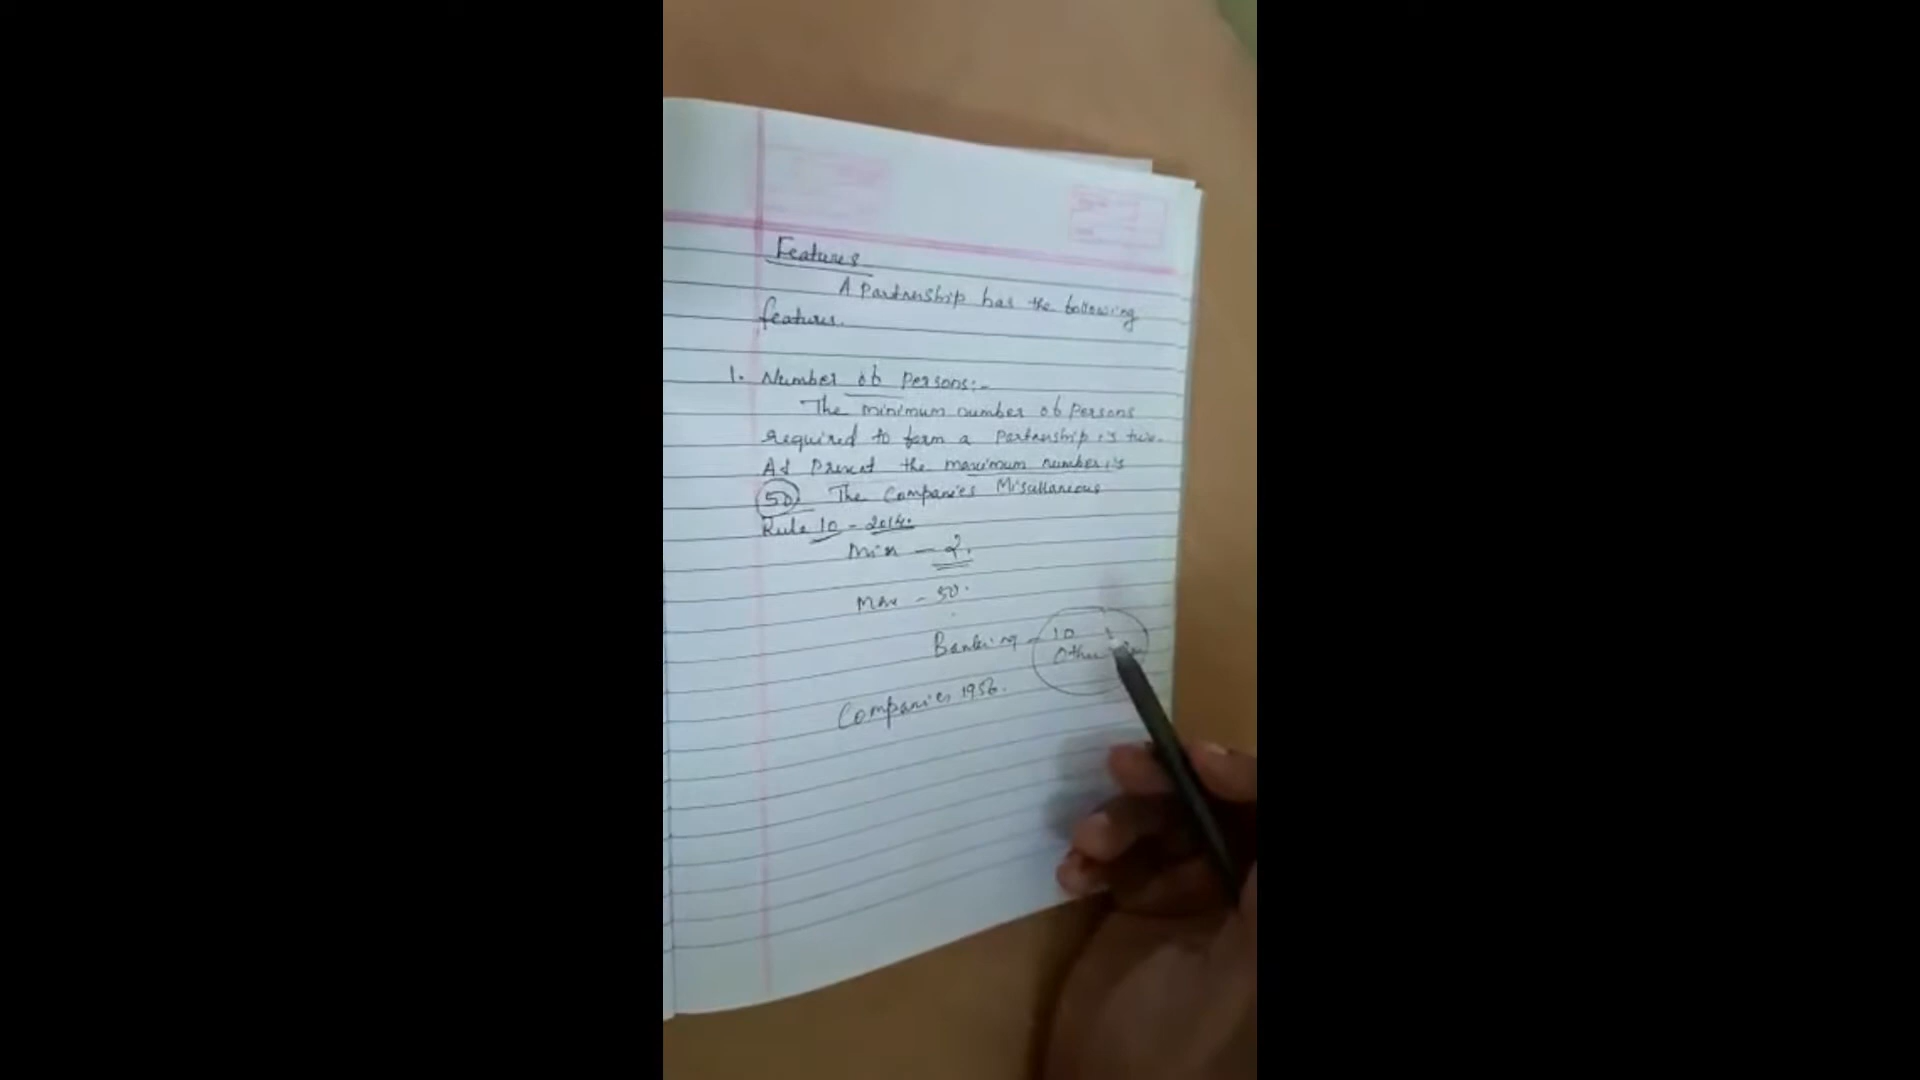 Features
A Partnership has the following
features.
1. Number of Persons:-
The minimum number of Persons
required to form a Partnership is two.
At Present the maximum number is
50. The Companies Miscellaneous
Rule 10 - 2014.
Min - 2.
Max - 50.
Banking - 10
Other
Companies 1956.